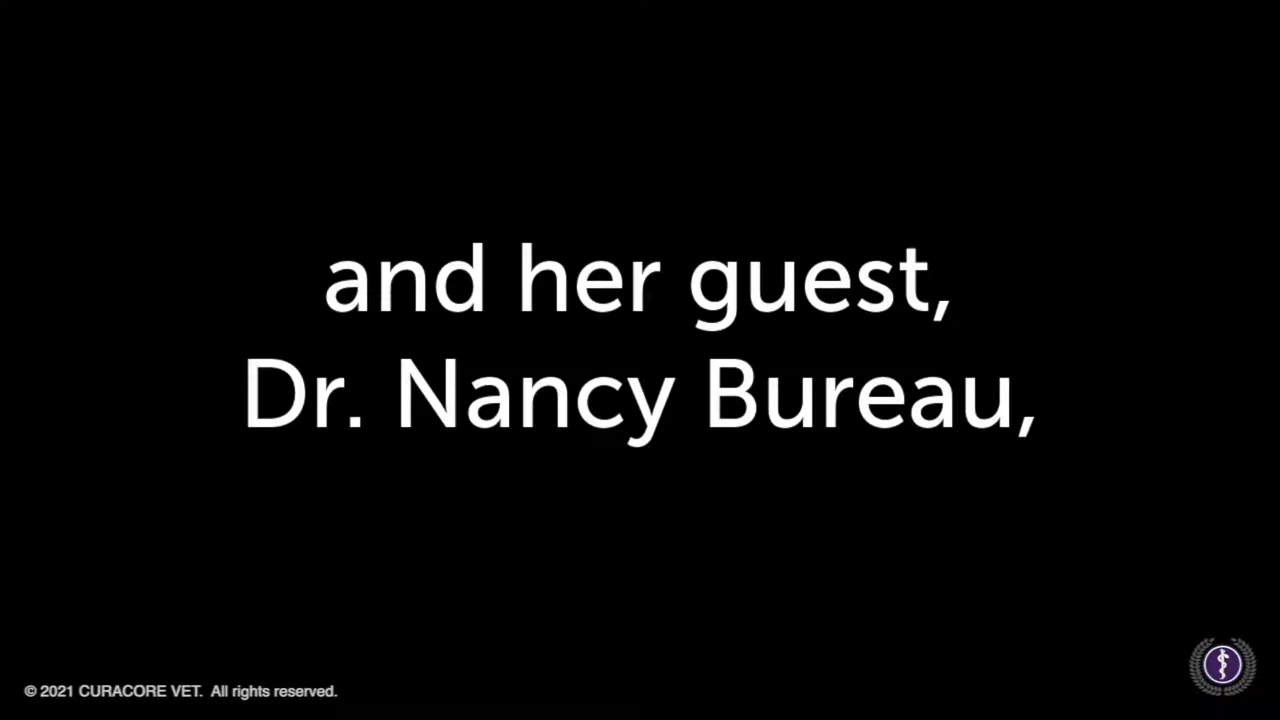 and her guest,
Dr. Nancy Bureau,
© 2021 CURACORE VET. All rights reserved.